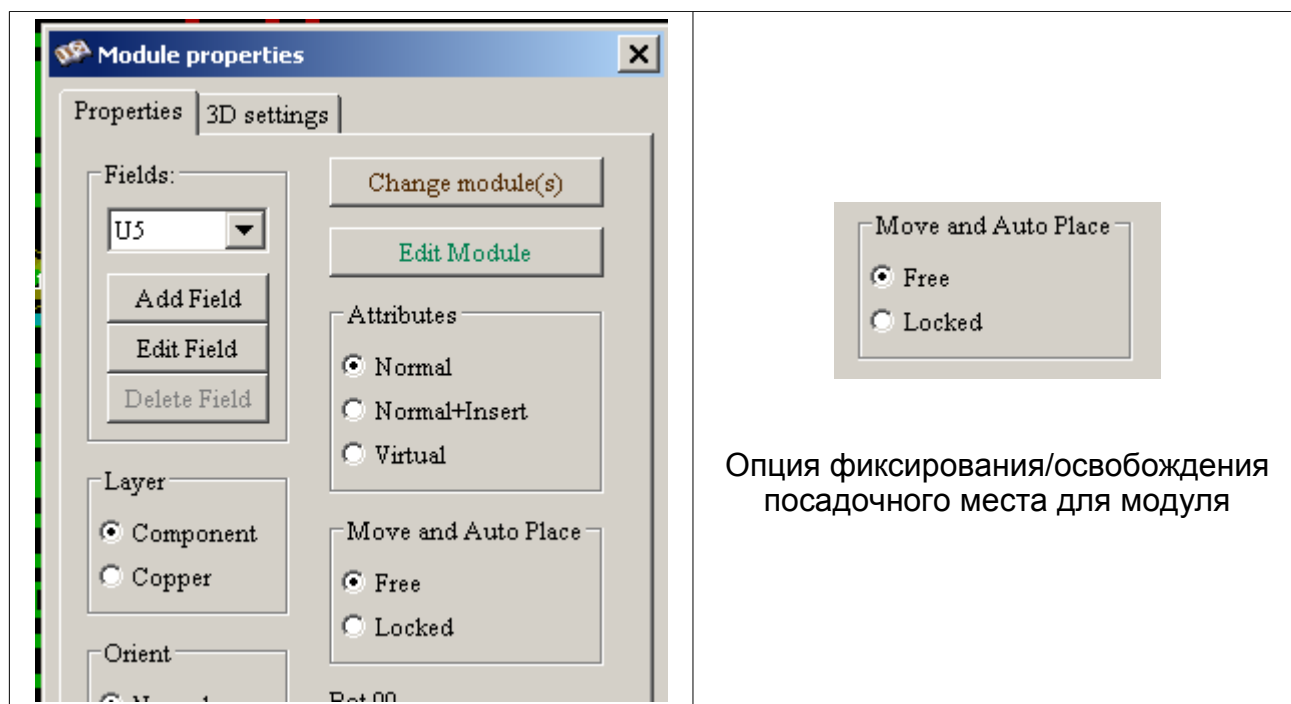 Module properties
Properties
3D settings
Fields:
U5
Add Field
Edit Field
Delete Field
Layer
Component
Copper
Orient
Change module(s)
Edit Module
Attributes
Normal
Normal+Insert
Virtual
Move and Auto Place
Free
Locked
Move and Auto Place
Free
Locked
Опция фиксирования/освобождения
посадочного места для модуля